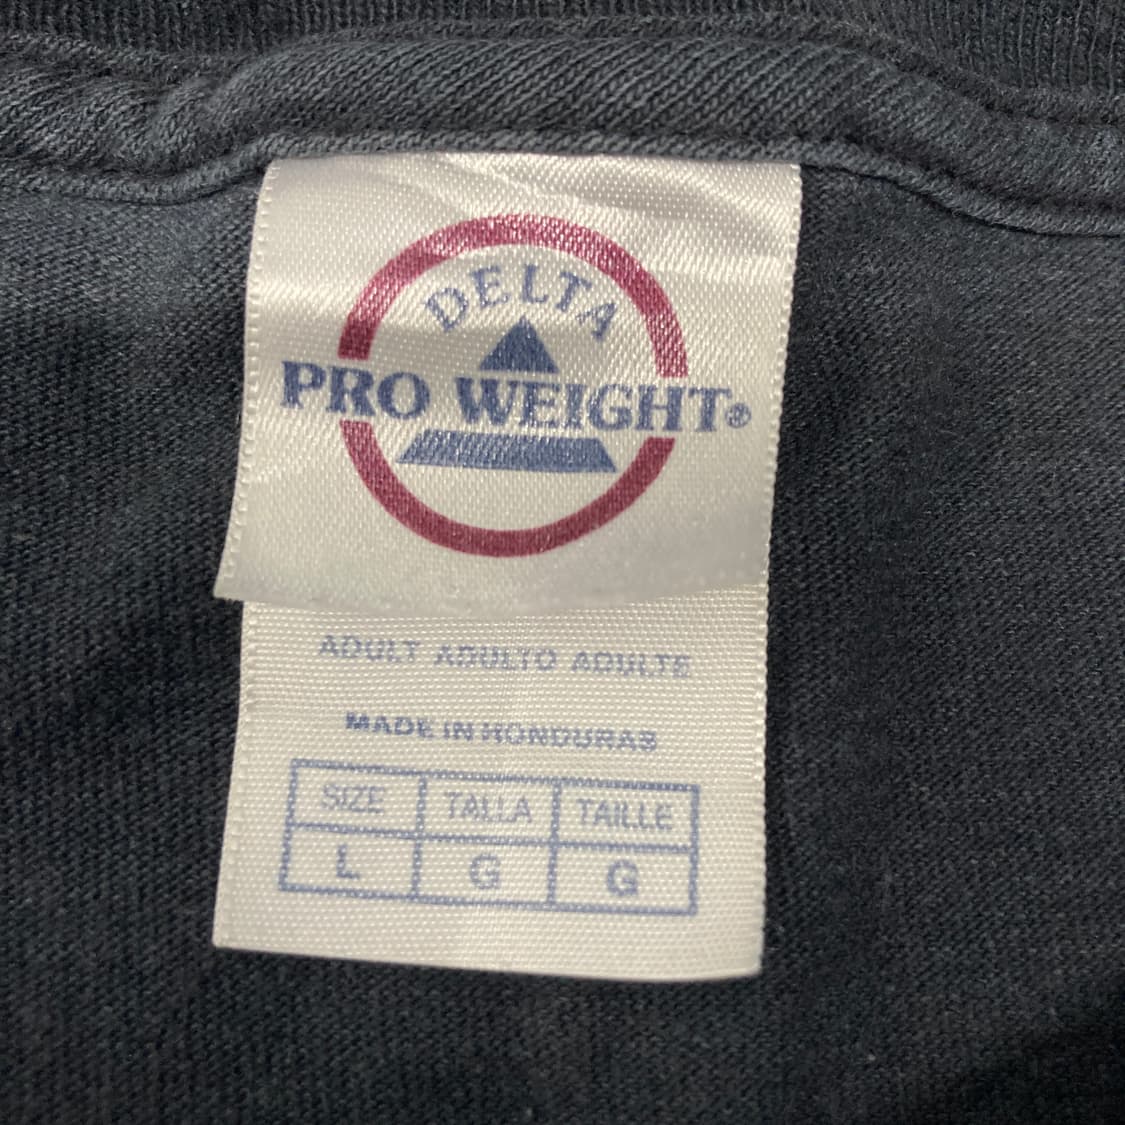 DELTA
PRO WEIGHT®
ADULT ADULTO ADULTE
MADE IN HONDURAS
SIZE TALLA TAILLE
L G G